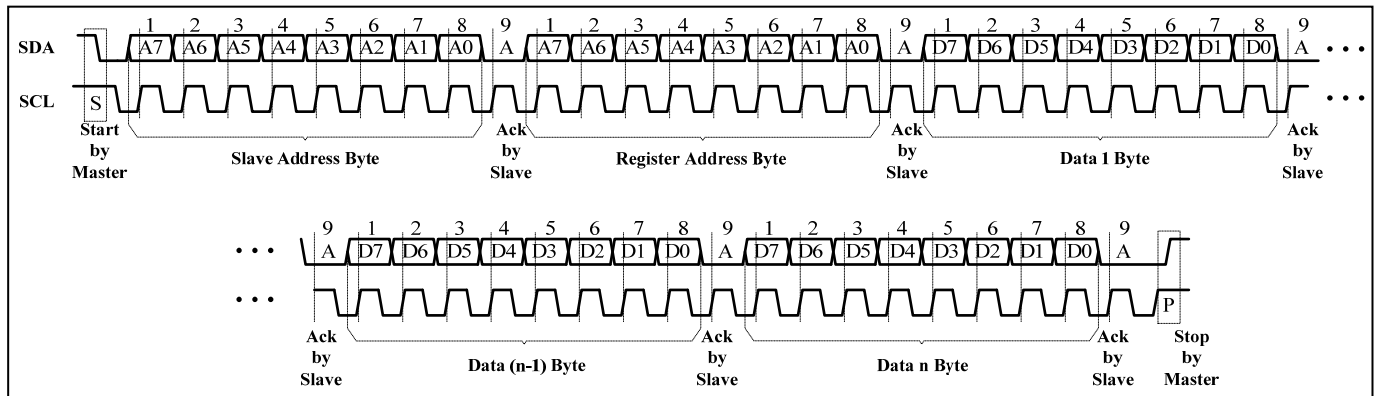 1 2 3 4 5 6 7 8 9 1 2 3 4 5 6 7 8 9 1 2 3 4 5 6 7 8 9
SDA A7 A6 A5 A4 A3 A2 A1 A0 A A7 A6 A5 A4 A3 A2 A1 A0 A D7 D6 D5 D4 D3 D2 D1 D0 A • • •
SCL S • • •
Start by Master
Slave Address Byte
Ack by Slave
Register Address Byte
Ack by Slave
Data 1 Byte
Ack by Slave
9 1 2 3 4 5 6 7 8 9 1 2 3 4 5 6 7 8 9
• • • A D7 D6 D5 D4 D3 D2 D1 D0 A D7 D6 D5 D4 D3 D2 D1 D0 A
• • • P
Ack by Slave
Data (n-1) Byte
Ack by Slave
Data n Byte
Ack by Slave
Stop by Master